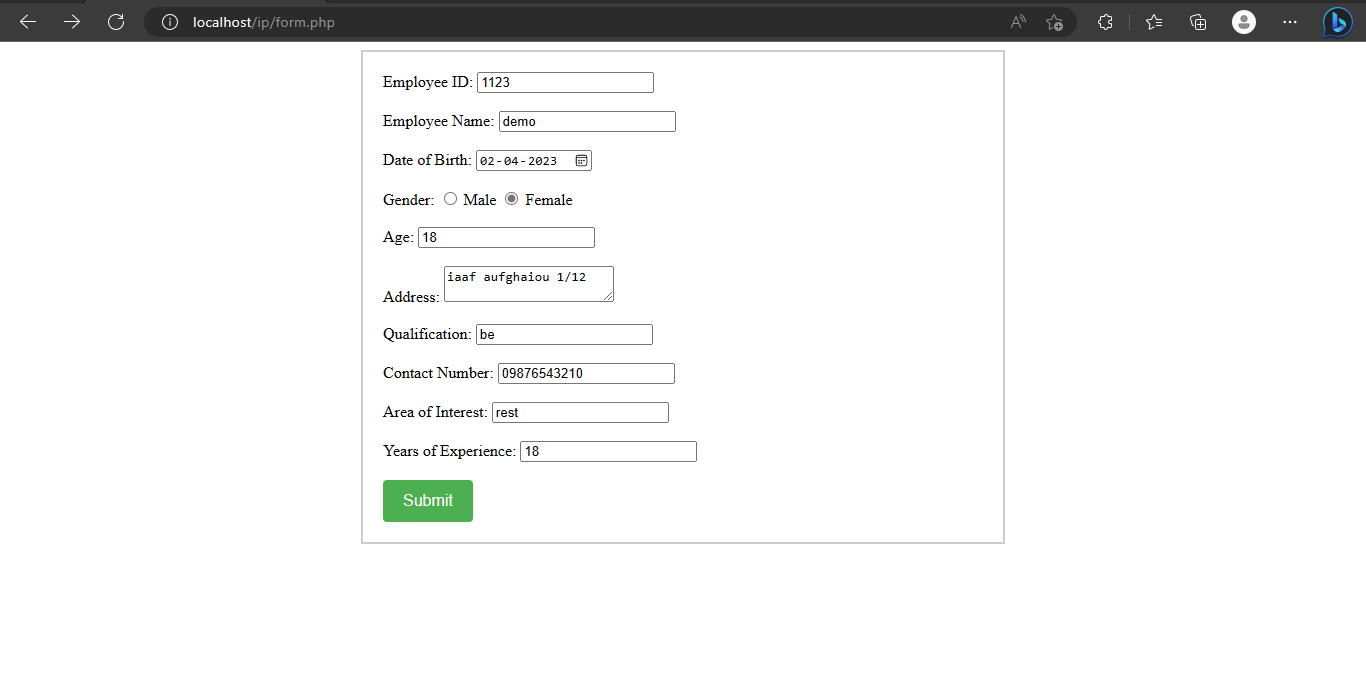 localhost/ip/form.php
Employee ID: 1123
Employee Name: demo
Date of Birth: 02-04-2023
Gender: Male Female
Age: 18
Address: iaaf aufghaiou 1/12
Qualification: be
Contact Number: 09876543210
Area of Interest: rest
Years of Experience: 18
Submit